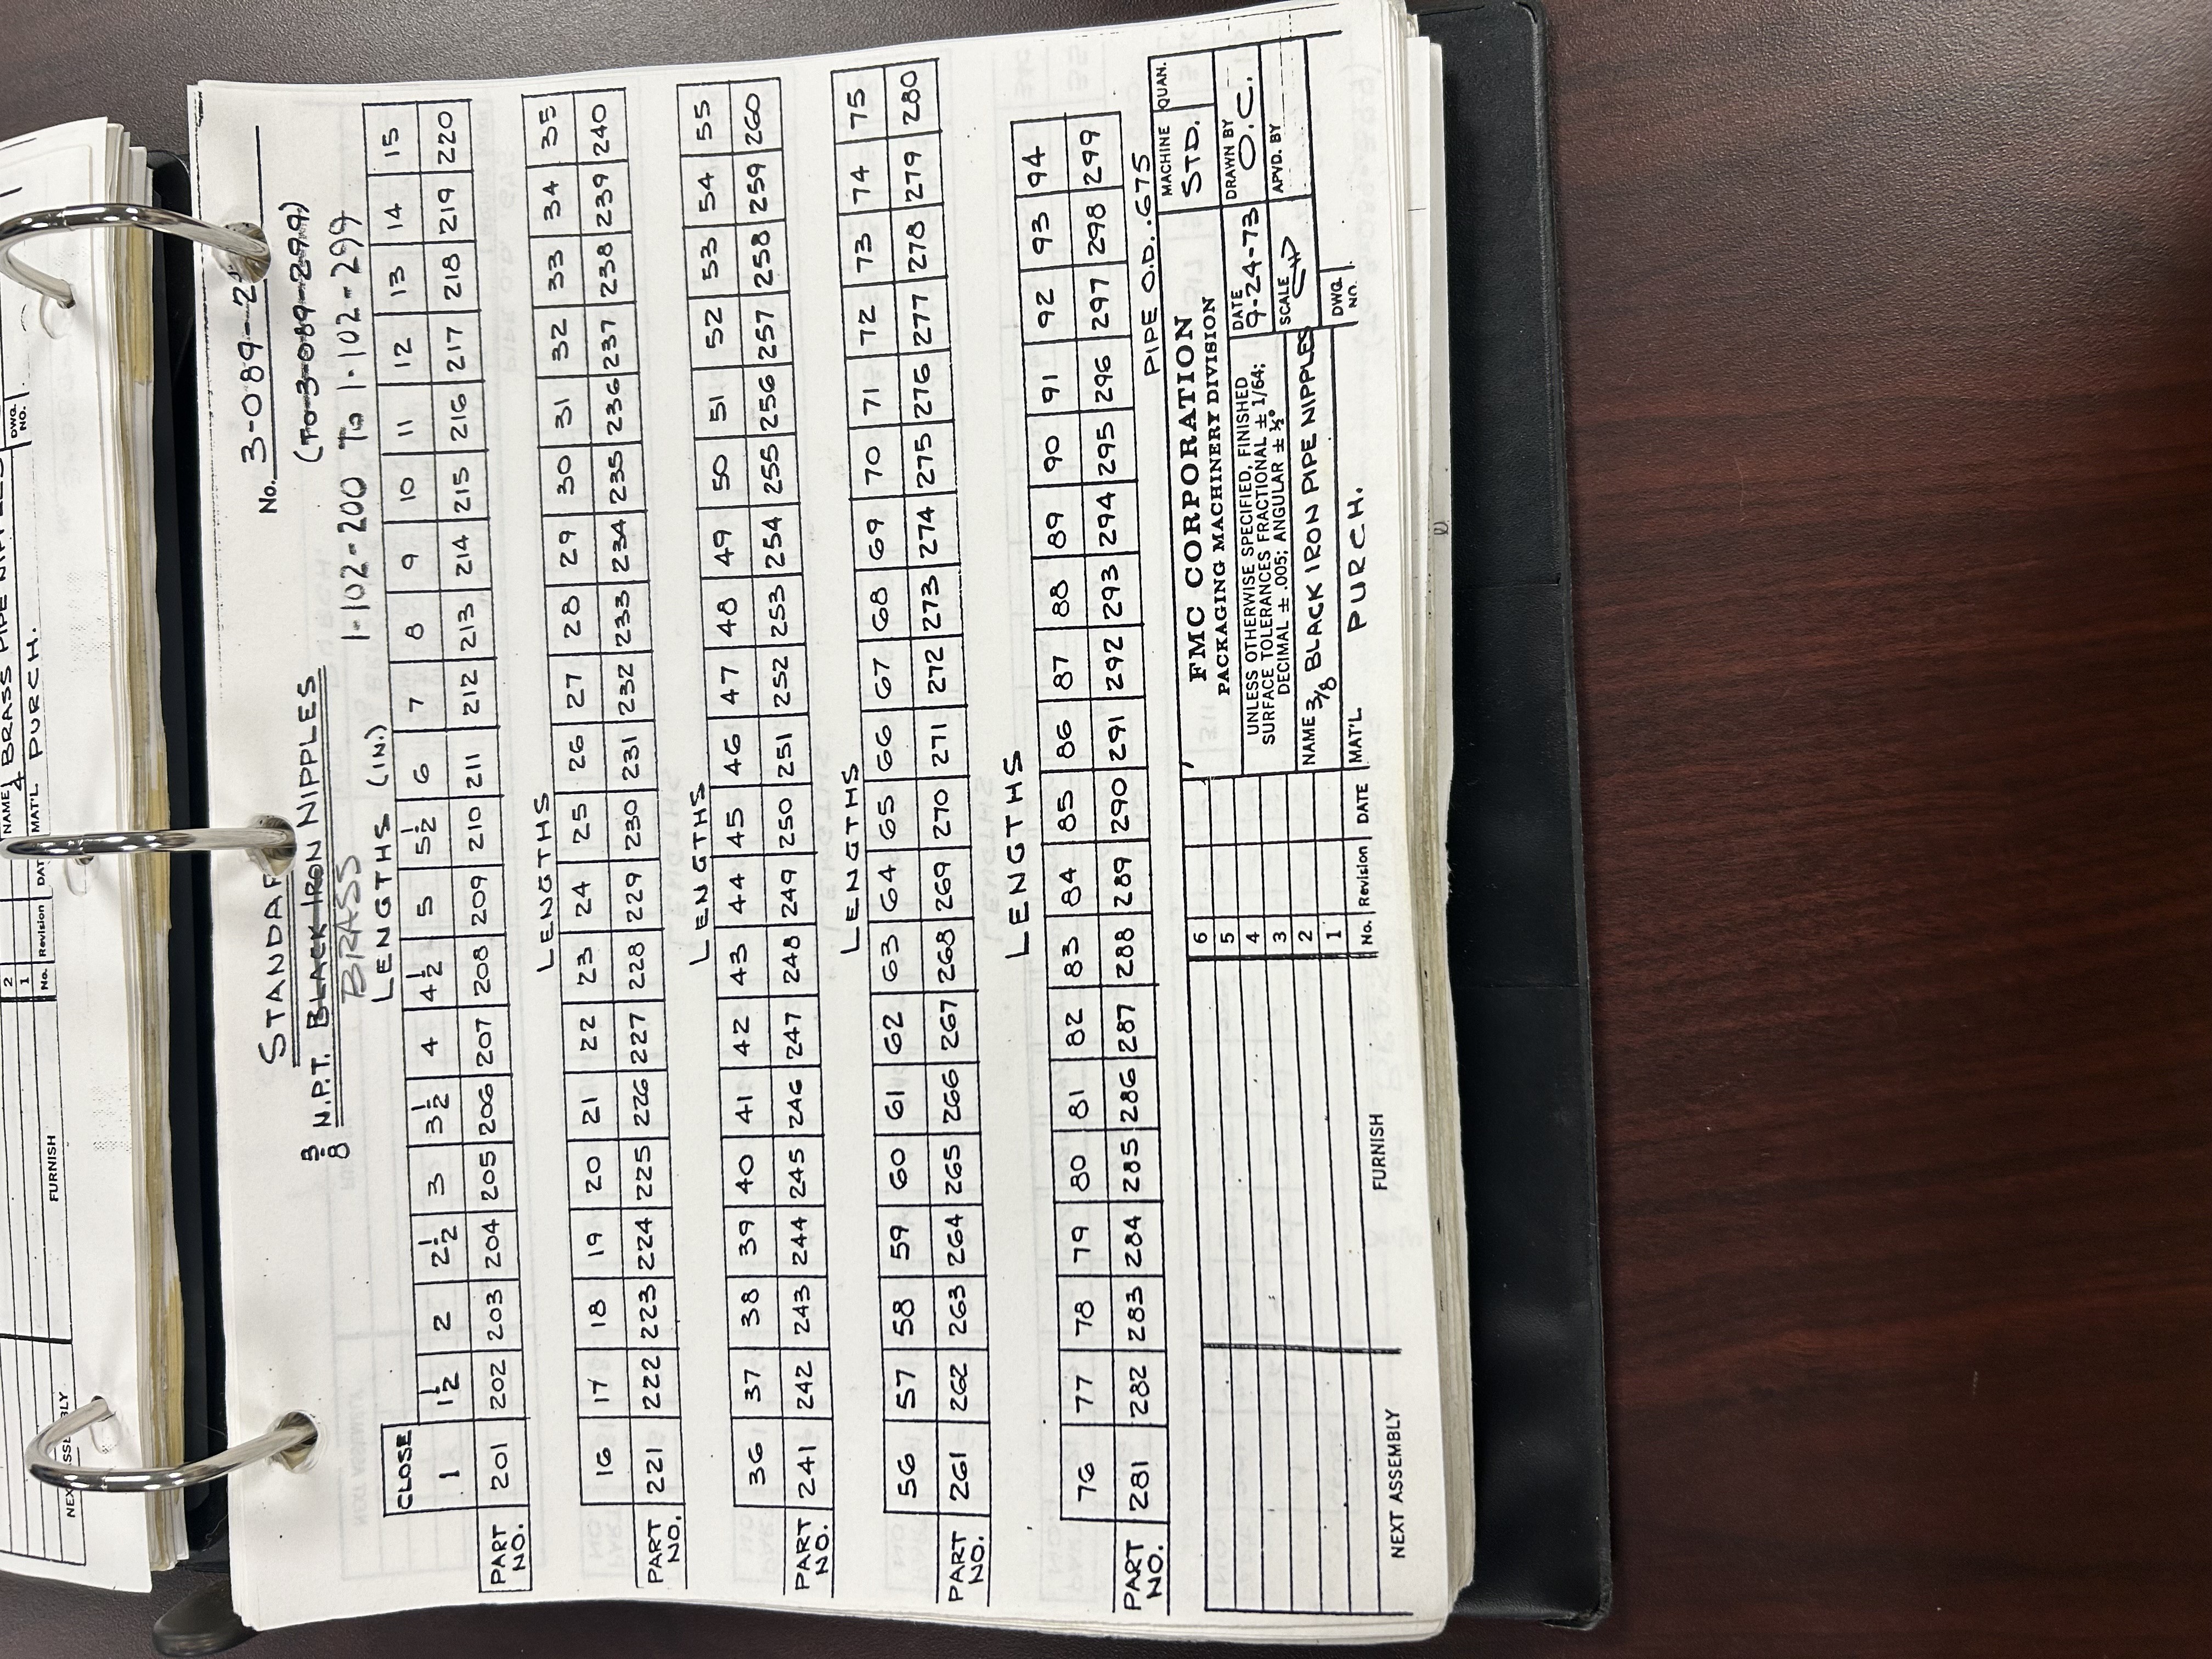 2
1
No. Revision
NAME 1/4 BRASS PIPE NIPPLES
MAT'L PURCH.
DWG. NO.
NEXT ASSEMBLY
FURNISH
STANDAR
No. 3-089-2
3/8 N.P.T. BLACK IRON NIPPLES
(TO 3-089-299)
BRASS
1-102-200 TO 1-102-299
LENGTHS (IN.)
CLOSE
1 1 1/2 2 2 1/2 3 3 1/2 4 4 1/2 5 5 1/2 6 7 8 9 10 11 12 13 14 15
PART NO. 201 202 203 204 205 206 207 208 209 210 211 212 213 214 215 216 217 218 219 220
LENGTHS
16 17 18 19 20 21 22 23 24 25 26 27 28 29 30 31 32 33 34 35
PART NO. 221 222 223 224 225 226 227 228 229 230 231 232 233 234 235 236 237 238 239 240
LENGTHS
36 37 38 39 40 41 42 43 44 45 46 47 48 49 50 51 52 53 54 55
PART NO. 241 242 243 244 245 246 247 248 249 250 251 252 253 254 255 256 257 258 259 260
LENGTHS
56 57 58 59 60 61 62 63 64 65 66 67 68 69 70 71 72 73 74 75
PART NO. 261 262 263 264 265 266 267 268 269 270 271 272 273 274 275 276 277 278 279 280
LENGTHS
76 77 78 79 80 81 82 83 84 85 86 87 88 89 90 91 92 93 94
PART NO. 281 282 283 284 285 286 287 288 289 290 291 292 293 294 295 296 297 298 299
PIPE O.D. .675
6
5
4
3
2
1
No. Revision DATE
NEXT ASSEMBLY
FURNISH
FMC CORPORATION
PACKAGING MACHINERY DIVISION
MACHINE
STD.
QUAN.
UNLESS OTHERWISE SPECIFIED, FINISHED
SURFACE TOLERANCES FRACTIONAL ± 1/64;
DECIMAL ± .005; ANGULAR ± ½°
DATE
9-24-73
DRAWN BY
O.C.
SCALE
APVD. BY
NAME 3/8 BLACK IRON PIPE NIPPLES
MAT'L PURCH.
DWG. NO.